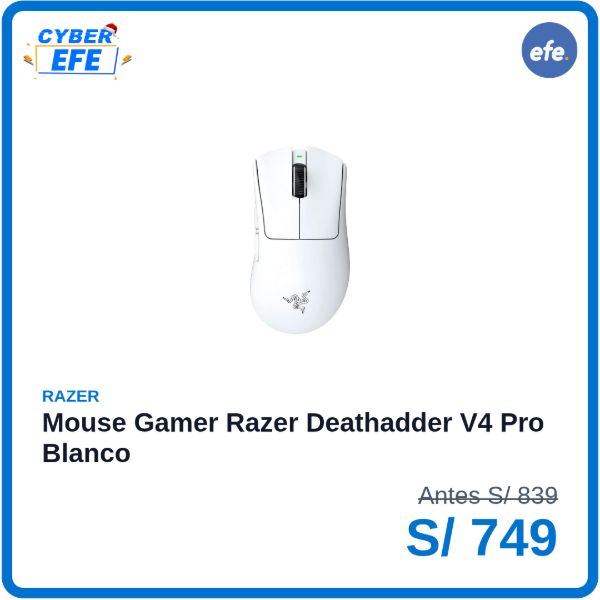 CYBER
EFE
efe.
RAZER
Mouse Gamer Razer Deathadder V4 Pro
Blanco
Antes S/ 839
S/ 749